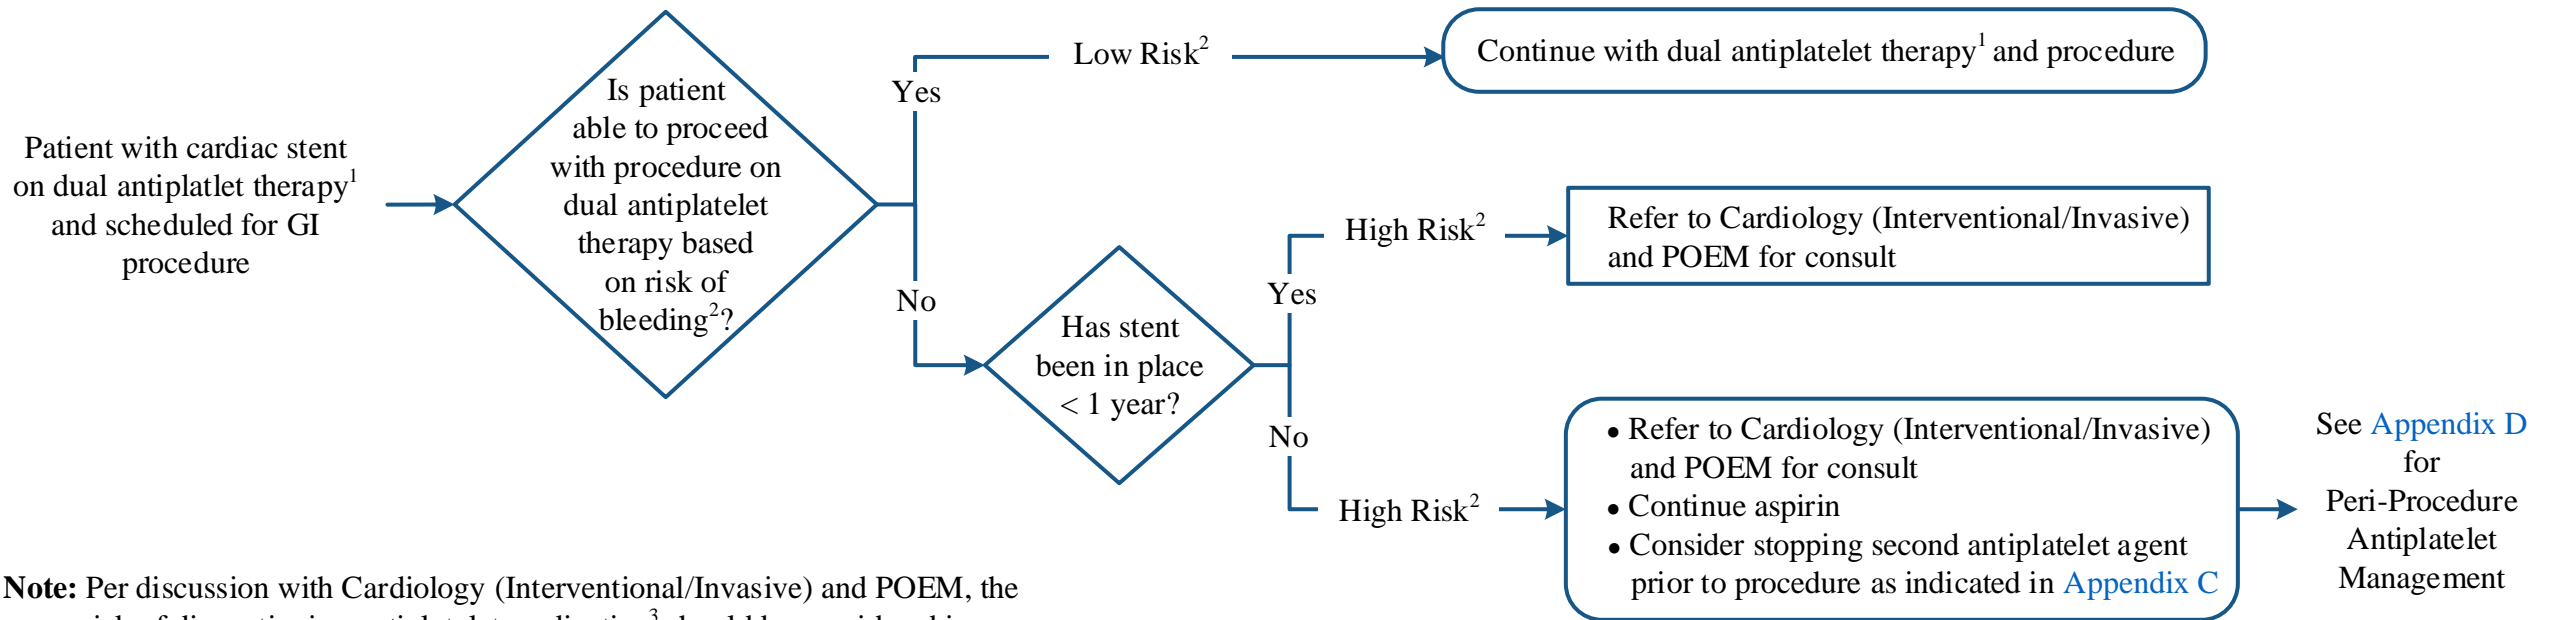 Patient with cardiac stent
on dual antiplatlet therapy¹
and scheduled for GI
procedure
Is patient
able to proceed
with procedure on
dual antiplatelet
therapy based
on risk of
bleeding²?
Yes
Low Risk²
Continue with dual antiplatelet therapy¹ and procedure
No
Has stent
been in place
< 1 year?
Yes
High Risk²
Refer to Cardiology (Interventional/Invasive)
and POEM for consult
No
High Risk²
● Refer to Cardiology (Interventional/Invasive)
and POEM for consult
● Continue aspirin
● Consider stopping second antiplatelet agent
prior to procedure as indicated in Appendix C
See Appendix D
for
Peri-Procedure
Antiplatelet
Management
Note: Per discussion with Cardiology (Interventional/Invasive) and POEM, the